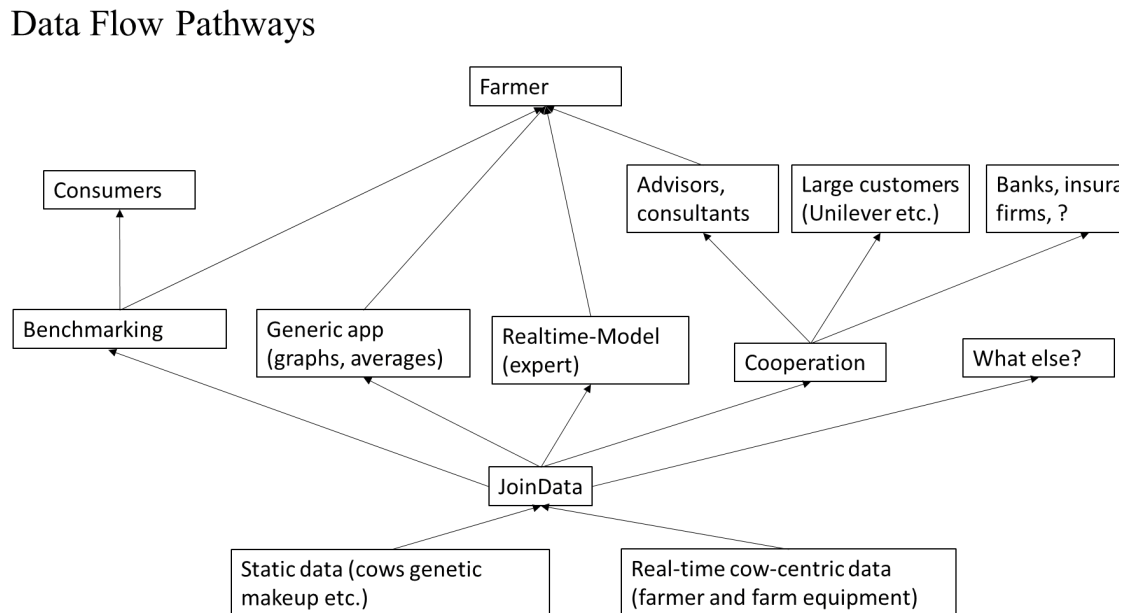 Data Flow Pathways
Farmer
Consumers
Advisors,
consultants
Large customers
(Unilever etc.)
Banks, insura
firms, ?
Benchmarking
Generic app
(graphs, averages)
Realtime-Model
(expert)
Cooperation
What else?
JoinData
Static data (cows genetic
makeup etc.)
Real-time cow-centric data
(farmer and farm equipment)